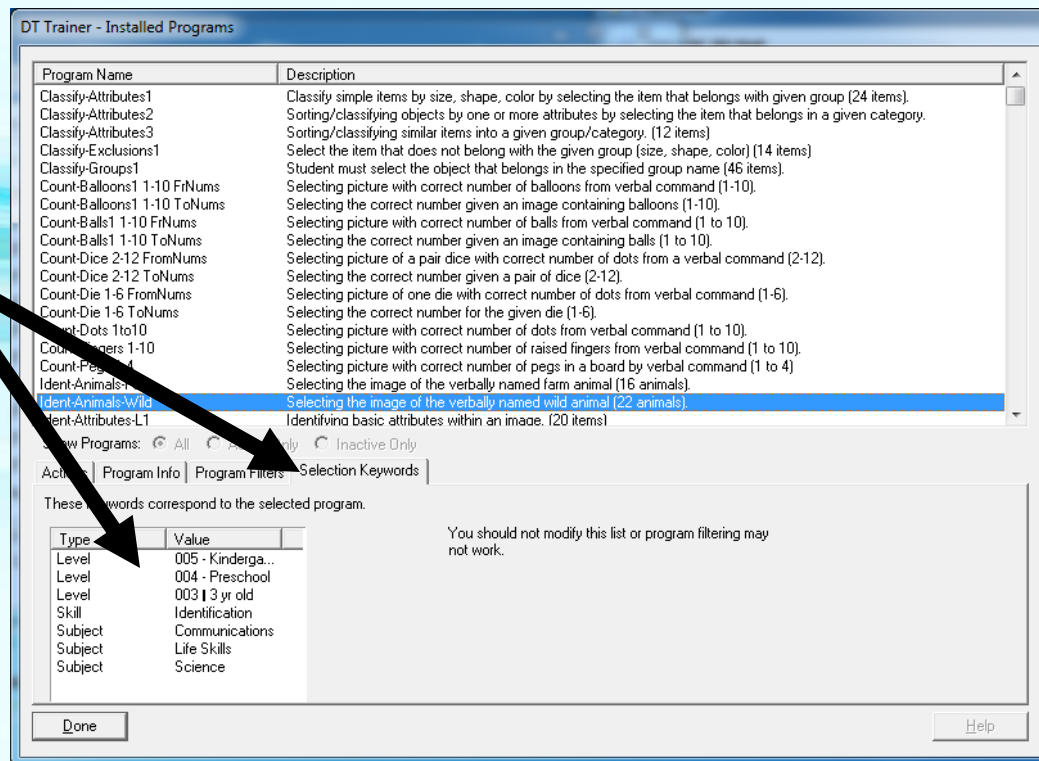 DT Trainer - Installed Programs
Program Name Description
Classify-Attributes1 Classify simple items by size, shape, color by selecting the item that belongs with given group (24 items).
Classify-Attributes2 Sorting/classifying objects by one or more attributes by selecting the item that belongs in a given category.
Classify-Attributes3 Sorting/classifying similar items into a given group/category. (12 items)
Classify-Exclusions1 Select the item that does not belong with the given group (size, shape, color) (14 items)
Classify-Groups1 Student must select the object that belongs in the specified group name (46 items).
Count-Balloons1 1-10 FrNums Selecting picture with correct number of balloons from verbal command (1-10).
Count-Balloons1 1-10 ToNums Selecting the correct number given an image containing balloons (1-10).
Count-Balls1 1-10 FrNums Selecting picture with correct number of balls from verbal command (1 to 10).
Count-Balls1 1-10 ToNums Selecting the correct number given an image containing balls (1 to 10).
Count-Dice 2-12 FromNums Selecting picture of a pair dice with correct number of dots from a verbal command (2-12).
Count-Dice 2-12 ToNums Selecting the correct number given a pair of dice (2-12).
Count-Die 1-6 FromNums Selecting picture of one die with correct number of dots from verbal command (1-6).
Count-Die 1-6 ToNums Selecting the correct number for the given die (1-6).
Count-Dots 1to10 Selecting picture with correct number of dots from verbal command (1 to 10).
1-10 Selecting picture with correct number of raised fingers from verbal command (1 to 10).
Selecting picture with correct number of pegs in a board by verbal command (1 to 4)
Selecting the image of the verbally named farm animal (16 animals).
Ident-Animals-Wild Selecting the image of the verbally named wild animal (22 animals).
Ident-Attributes-L1 Identifying basic attributes within an image. (20 items)
Show Programs: All Only Inactive Only
Program Info Program Filters Selection Keywords
These keywords correspond to the selected program.
Type Value
You should not modify this list or program filtering may
not work.
Level 005 - Kinderga...
Level 004 - Preschool
Level 003 3 yr old
Skill Identification
Subject Communications
Subject Life Skills
Subject Science
Done Help